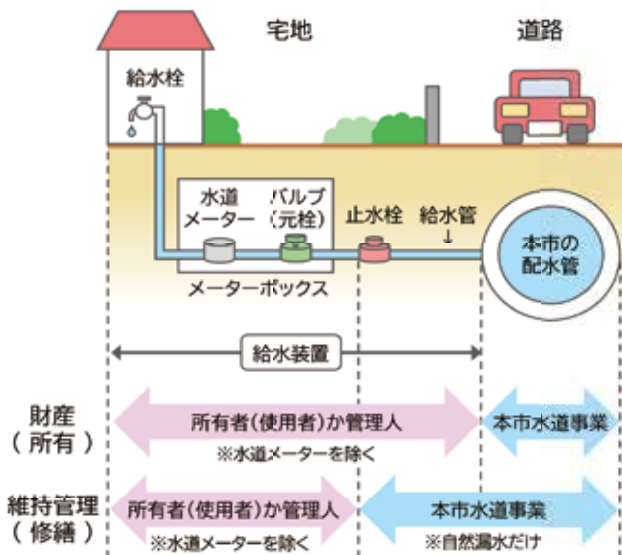 宅地
道路
給水栓
水道
メーター
バルブ
(元栓)
止水栓
給水管
↓
本市の
配水管
メーターボックス
給水装置
財産
(所有)
所有者(使用者)か管理人
※水道メーターを除く
本市水道事業
維持管理
(修繕)
所有者(使用者)か管理人
※水道メーターを除く
本市水道事業
※自然漏水だけ